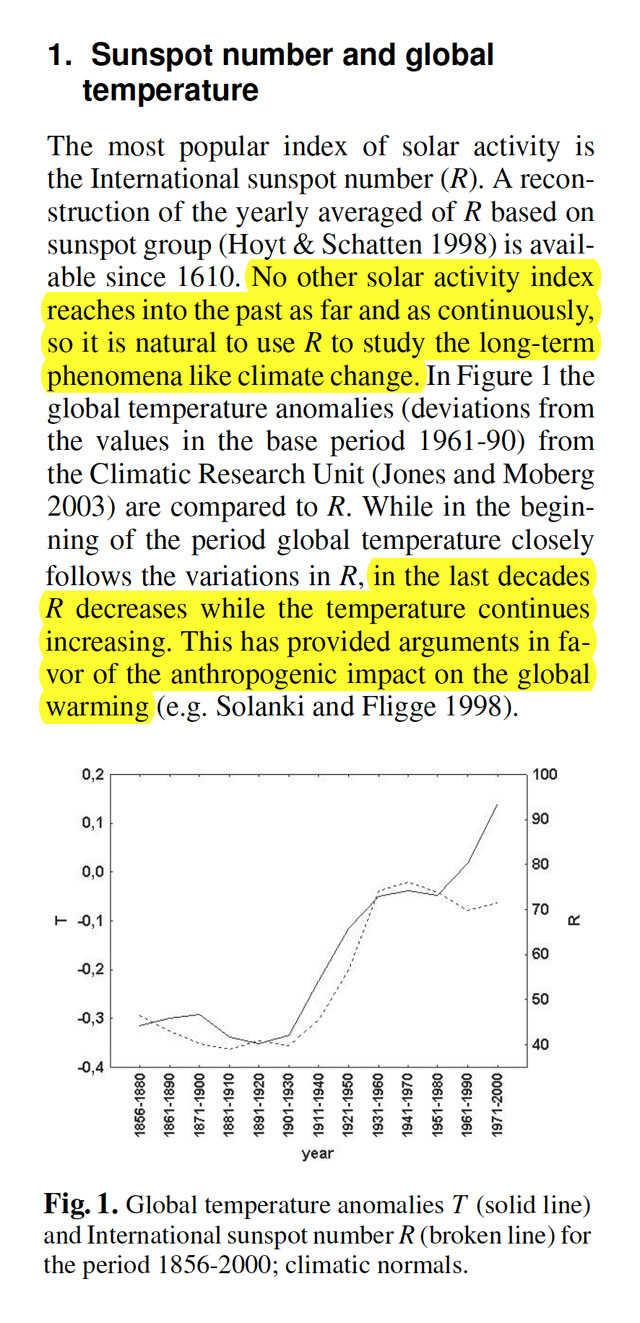 1. Sunspot number and global
temperature
The most popular index of solar activity is
the International sunspot number (R). A recon-
struction of the yearly averaged of R based on
sunspot group (Hoyt & Schatten 1998) is avail-
able since 1610. No other solar activity index
reaches into the past as far and as continuously,
so it is natural to use R to study the long-term
phenomena like climate change. In Figure 1 the
global temperature anomalies (deviations from
the values in the base period 1961-90) from
the Climatic Research Unit (Jones and Moberg
2003) are compared to R. While in the begin-
ning of the period global temperature closely
follows the variations in R, in the last decades
R decreases while the temperature continues
increasing. This has provided arguments in fa-
vor of the anthropogenic impact on the global
warming (e.g. Solanki and Fligge 1998).
0,2
0,1
0,0
-0,1
-0,2
-0,3
-0,4
T
100
90
80
70
60
50
40
R
1856-1880
1861-1890
1871-1900
1881-1910
1891-1920
1901-1930
1911-1940
1921-1950
1931-1960
1941-1970
1951-1980
1961-1990
1971-2000
year
Fig. 1. Global temperature anomalies T (solid line)
and International sunspot number R (broken line) for
the period 1856-2000; climatic normals.